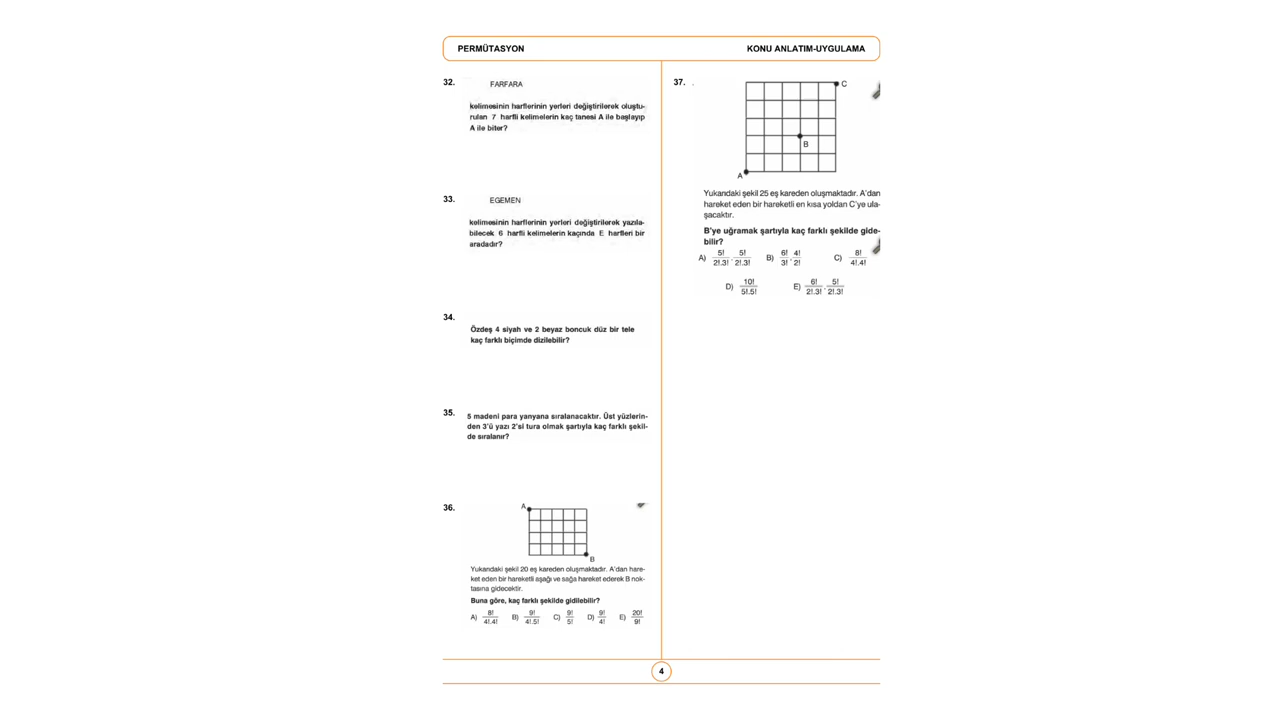 PERMÜTASYON
KONU ANLATIM-UYGULAMA
32.
FARFARA
kelimesinin harflerinin yerleri değiştirilerek oluştu-
rulan 7 harfli kelimelerin kaç tanesi A ile başlayıp
A ile biter?
33.
EGEMEN
kelimesinin harflerinin yerleri değiştirilerek yazıla-
bilecek 6 harfli kelimelerin kaçında E harfleri bir
aradadır?
34.
Özdeş 4 siyah ve 2 beyaz boncuk düz bir tele
kaç farklı biçimde dizilebilir?
35.
5 madeni para yanyana sıralanacaktır. Üst yüzlerin-
den 3'ü yazı 2'si tura olmak şartıyla kaç farklı şekil-
de sıralanır?
36.
A
B
Yukarıdaki şekil 20 eş kareden oluşmaktadır. A'dan hare-
ket eden bir hareketli aşağı ve sağa hareket ederek B nok-
tasına gidecektir.
Buna göre, kaç farklı şekilde gidilebilir?
A) 8!/4!.4! B) 9!/4!.5! C) 9!/5! D) 9!/4! E) 20!/9!
37.
C
B
A
Yukarıdaki şekil 25 eş kareden oluşmaktadır. A'dan
hareket eden bir hareketli en kısa yoldan C'ye ula-
şacaktır.
B'ye uğramak şartıyla kaç farklı şekilde gide-
bilir?
A) 5!/2!.3! . 5!/2!.3! B) 6!/3! . 4!/2! C) 8!/4!.4!
D) 10!/5!.5! E) 6!/2!.3! . 5!/2!.3!
4